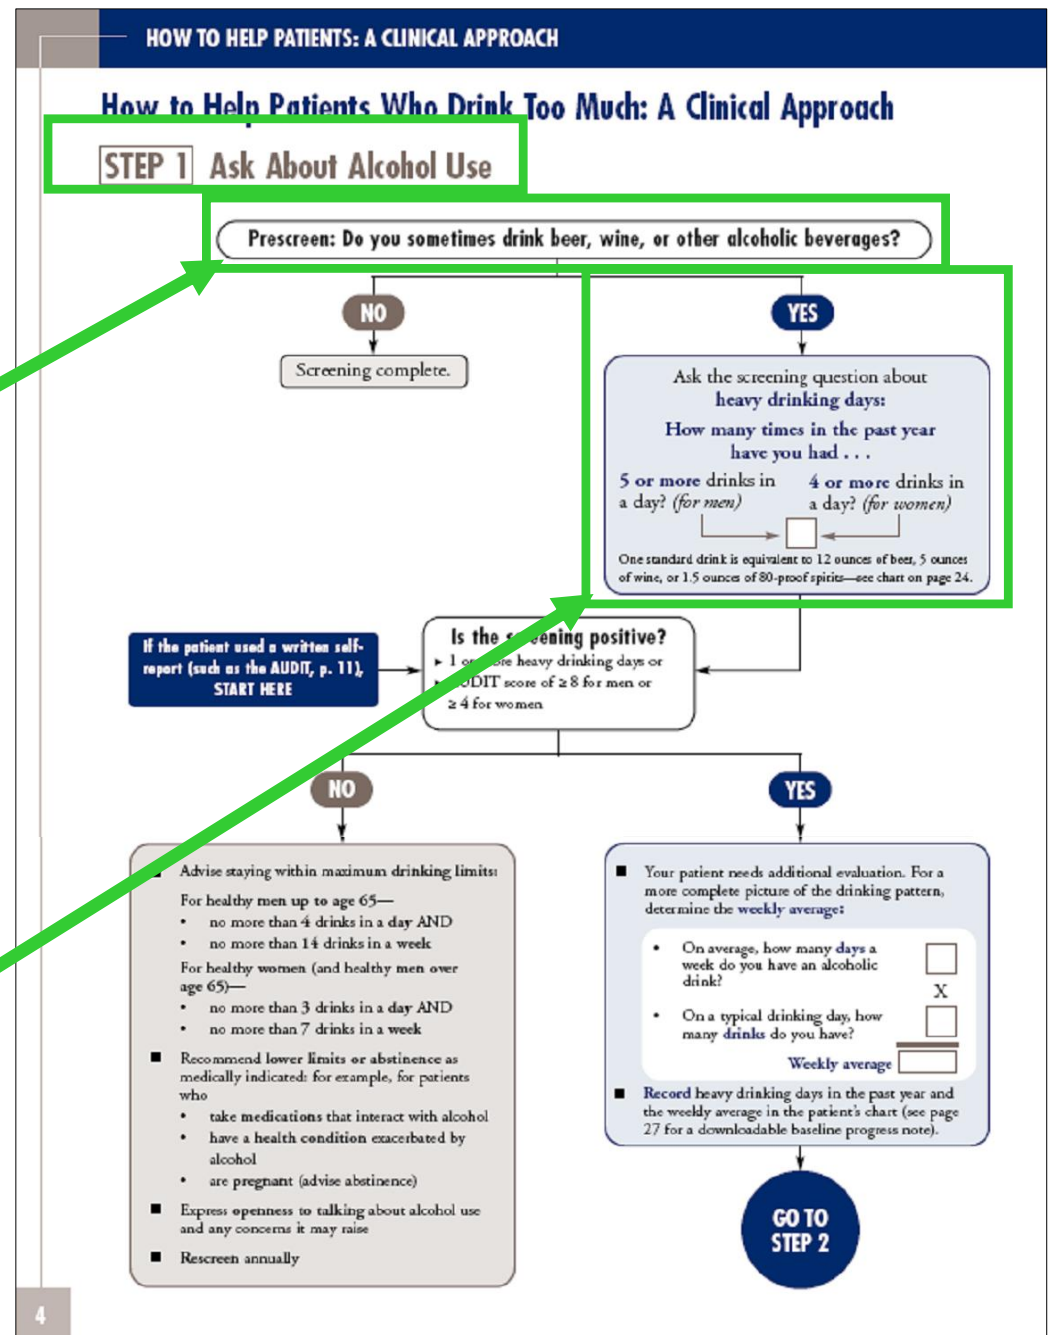 HOW TO HELP PATIENTS: A CLINICAL APPROACH
How to Help Patients Who Drink Too Much: A Clinical Approach
STEP 1 Ask About Alcohol Use
Prescreen: Do you sometimes drink beer, wine, or other alcoholic beverages?
NO
Screening complete.
YES
Ask the screening question about
heavy drinking days:
How many times in the past year
have you had . . .
5 or more drinks in
a day? (for men)
4 or more drinks in
a day? (for women)
One standard drink is equivalent to 12 ounces of beer, 5 ounces
of wine, or 1.5 ounces of 80-proof spirits—see chart on page 24.
If the patient used a written self-
report (such as the AUDIT, p. 11),
START HERE
Is the screening positive?
▸ 1 or more heavy drinking days or
▸ AUDIT score of ≥ 8 for men or
≥ 4 for women
NO
■ Advise staying within maximum drinking limits:
For healthy men up to age 65—
• no more than 4 drinks in a day AND
• no more than 14 drinks in a week
For healthy women (and healthy men over
age 65)—
• no more than 3 drinks in a day AND
• no more than 7 drinks in a week
■ Recommend lower limits or abstinence as
medically indicated: for example, for patients
who
• take medications that interact with alcohol
• have a health condition exacerbated by
alcohol
• are pregnant (advise abstinence)
■ Express openness to talking about alcohol use
and any concerns it may raise
■ Rescreen annually
YES
■ Your patient needs additional evaluation. For a
more complete picture of the drinking pattern,
determine the weekly average:
• On average, how many days a
week do you have an alcoholic
drink?
X
• On a typical drinking day, how
many drinks do you have?
Weekly average
■ Record heavy drinking days in the past year and
the weekly average in the patient's chart (see page
27 for a downloadable baseline progress note).
GO TO
STEP 2
4